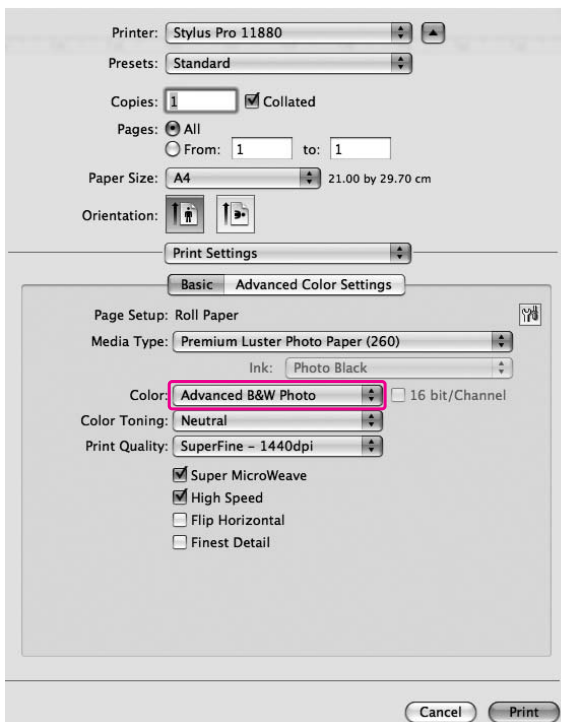 Printer: Stylus Pro 11880
Presets: Standard
Copies: 1 Collated
Pages: All
From: 1 to: 1
Paper Size: A4 21.00 by 29.70 cm
Orientation:
Print Settings
Basic Advanced Color Settings
Page Setup: Roll Paper
Media Type: Premium Luster Photo Paper (260)
Ink: Photo Black
Color: Advanced B&W Photo 16 bit/Channel
Color Toning: Neutral
Print Quality: SuperFine – 1440dpi
Super MicroWeave
High Speed
Flip Horizontal
Finest Detail
Cancel Print